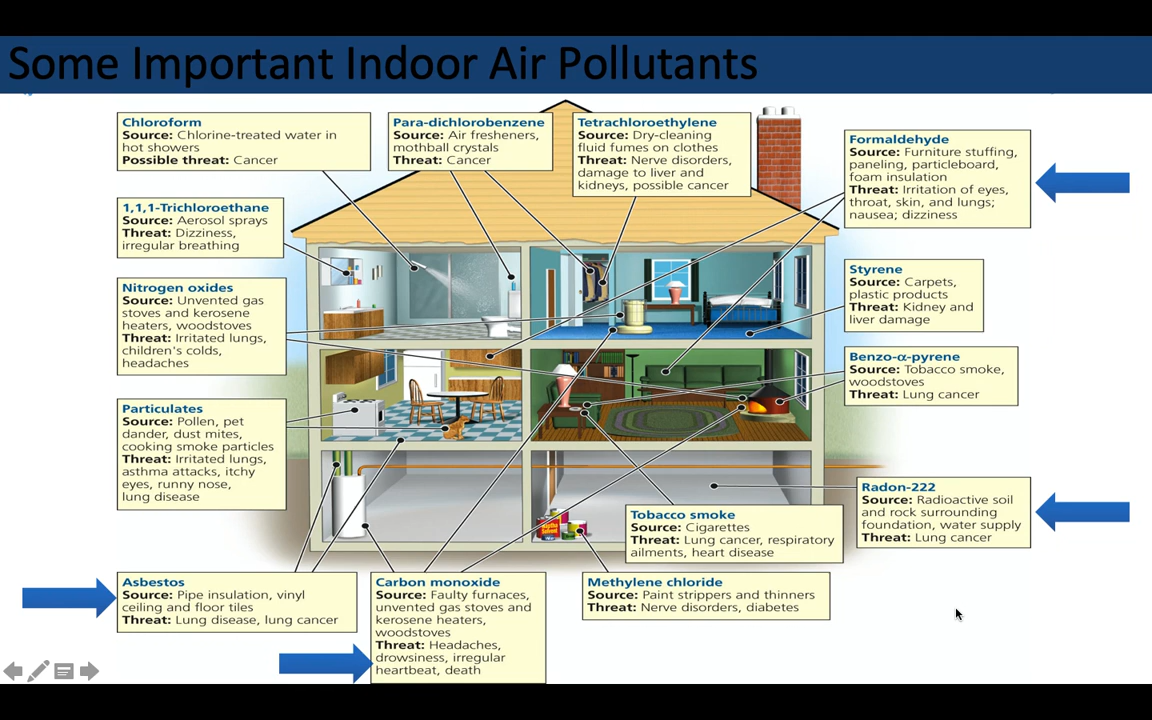 Some Important Indoor Air Pollutants
Chloroform
Source: Chlorine-treated water in
hot showers
Possible threat: Cancer
Para-dichlorobenzene
Source: Air fresheners,
mothball crystals
Threat: Cancer
Tetrachloroethylene
Source: Dry-cleaning
fluid fumes on clothes
Threat: Nerve disorders,
damage to liver and
kidneys, possible cancer
Formaldehyde
Source: Furniture stuffing,
paneling, particleboard,
foam insulation
Threat: Irritation of eyes,
throat, skin, and lungs;
nausea; dizziness
1,1,1-Trichloroethane
Source: Aerosol sprays
Threat: Dizziness,
irregular breathing
Styrene
Source: Carpets,
plastic products
Threat: Kidney and
liver damage
Nitrogen oxides
Source: Unvented gas
stoves and kerosene
heaters, woodstoves
Threat: Irritated lungs,
children's colds,
headaches
Benzo-α-pyrene
Source: Tobacco smoke,
woodstoves
Threat: Lung cancer
Particulates
Source: Pollen, pet
dander, dust mites,
cooking smoke particles
Threat: Irritated lungs,
asthma attacks, itchy
eyes, runny nose,
lung disease
Radon-222
Source: Radioactive soil
and rock surrounding
foundation, water supply
Threat: Lung cancer
Tobacco smoke
Source: Cigarettes
Threat: Lung cancer, respiratory
ailments, heart disease
Asbestos
Source: Pipe insulation, vinyl
ceiling and floor tiles
Threat: Lung disease, lung cancer
Carbon monoxide
Source: Faulty furnaces,
unvented gas stoves and
kerosene heaters,
woodstoves
Threat: Headaches,
drowsiness, irregular
heartbeat, death
Methylene chloride
Source: Paint strippers and thinners
Threat: Nerve disorders, diabetes